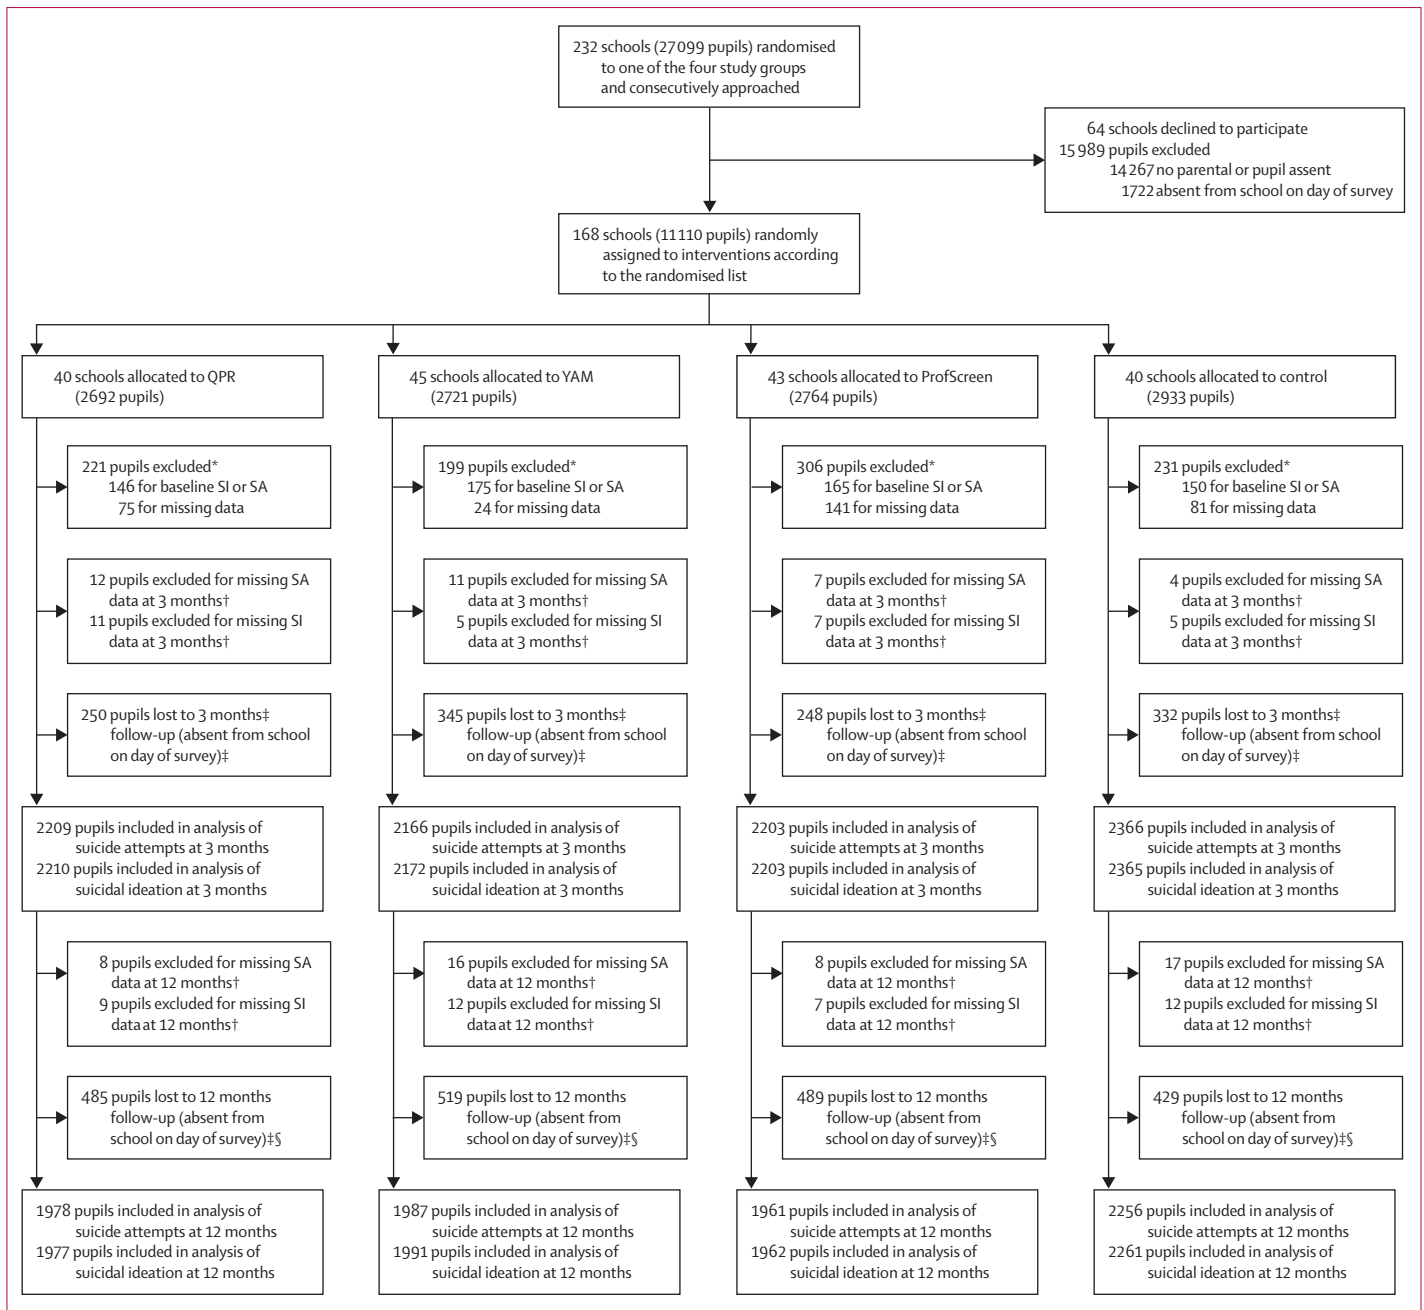 232 schools (27 099 pupils) randomised
to one of the four study groups
and consecutively approached
64 schools declined to participate
15 989 pupils excluded
14 267 no parental or pupil assent
1722 absent from school on day of survey
168 schools (11 110 pupils) randomly
assigned to interventions according
to the randomised list
40 schools allocated to QPR
(2692 pupils)
45 schools allocated to YAM
(2721 pupils)
43 schools allocated to ProfScreen
(2764 pupils)
40 schools allocated to control
(2933 pupils)
221 pupils excluded*
146 for baseline SI or SA
75 for missing data
199 pupils excluded*
175 for baseline SI or SA
24 for missing data
306 pupils excluded*
165 for baseline SI or SA
141 for missing data
231 pupils excluded*
150 for baseline SI or SA
81 for missing data
12 pupils excluded for missing SA
data at 3 months†
11 pupils excluded for missing SI
data at 3 months†
11 pupils excluded for missing SA
data at 3 months†
5 pupils excluded for missing SI
data at 3 months†
7 pupils excluded for missing SA
data at 3 months†
7 pupils excluded for missing SI
data at 3 months†
4 pupils excluded for missing SA
data at 3 months†
5 pupils excluded for missing SI
data at 3 months†
250 pupils lost to 3 months‡
follow-up (absent from school
on day of survey)‡
345 pupils lost to 3 months‡
follow-up (absent from school
on day of survey)‡
248 pupils lost to 3 months‡
follow-up (absent from school
on day of survey)‡
332 pupils lost to 3 months‡
follow-up (absent from school
on day of survey)‡
2209 pupils included in analysis of
suicide attempts at 3 months
2210 pupils included in analysis of
suicidal ideation at 3 months
2166 pupils included in analysis of
suicide attempts at 3 months
2172 pupils included in analysis of
suicidal ideation at 3 months
2203 pupils included in analysis of
suicide attempts at 3 months
2203 pupils included in analysis of
suicidal ideation at 3 months
2366 pupils included in analysis of
suicide attempts at 3 months
2365 pupils included in analysis of
suicidal ideation at 3 months
8 pupils excluded for missing SA
data at 12 months†
9 pupils excluded for missing SI
data at 12 months†
16 pupils excluded for missing SA
data at 12 months†
12 pupils excluded for missing SI
data at 12 months†
8 pupils excluded for missing SA
data at 12 months†
7 pupils excluded for missing SI
data at 12 months†
17 pupils excluded for missing SA
data at 12 months†
12 pupils excluded for missing SI
data at 12 months†
485 pupils lost to 12 months
follow-up (absent from
school on day of survey)‡§
519 pupils lost to 12 months
follow-up (absent from
school on day of survey)‡§
489 pupils lost to 12 months
follow-up (absent from
school on day of survey)‡§
429 pupils lost to 12 months
follow-up (absent from
school on day of survey)‡§
1978 pupils included in analysis of
suicide attempts at 12 months
1977 pupils included in analysis of
suicidal ideation at 12 months
1987 pupils included in analysis of
suicide attempts at 12 months
1991 pupils included in analysis of
suicidal ideation at 12 months
1961 pupils included in analysis of
suicide attempts at 12 months
1962 pupils included in analysis of
suicidal ideation at 12 months
2256 pupils included in analysis of
suicide attempts at 12 months
2261 pupils included in analysis of
suicidal ideation at 12 months